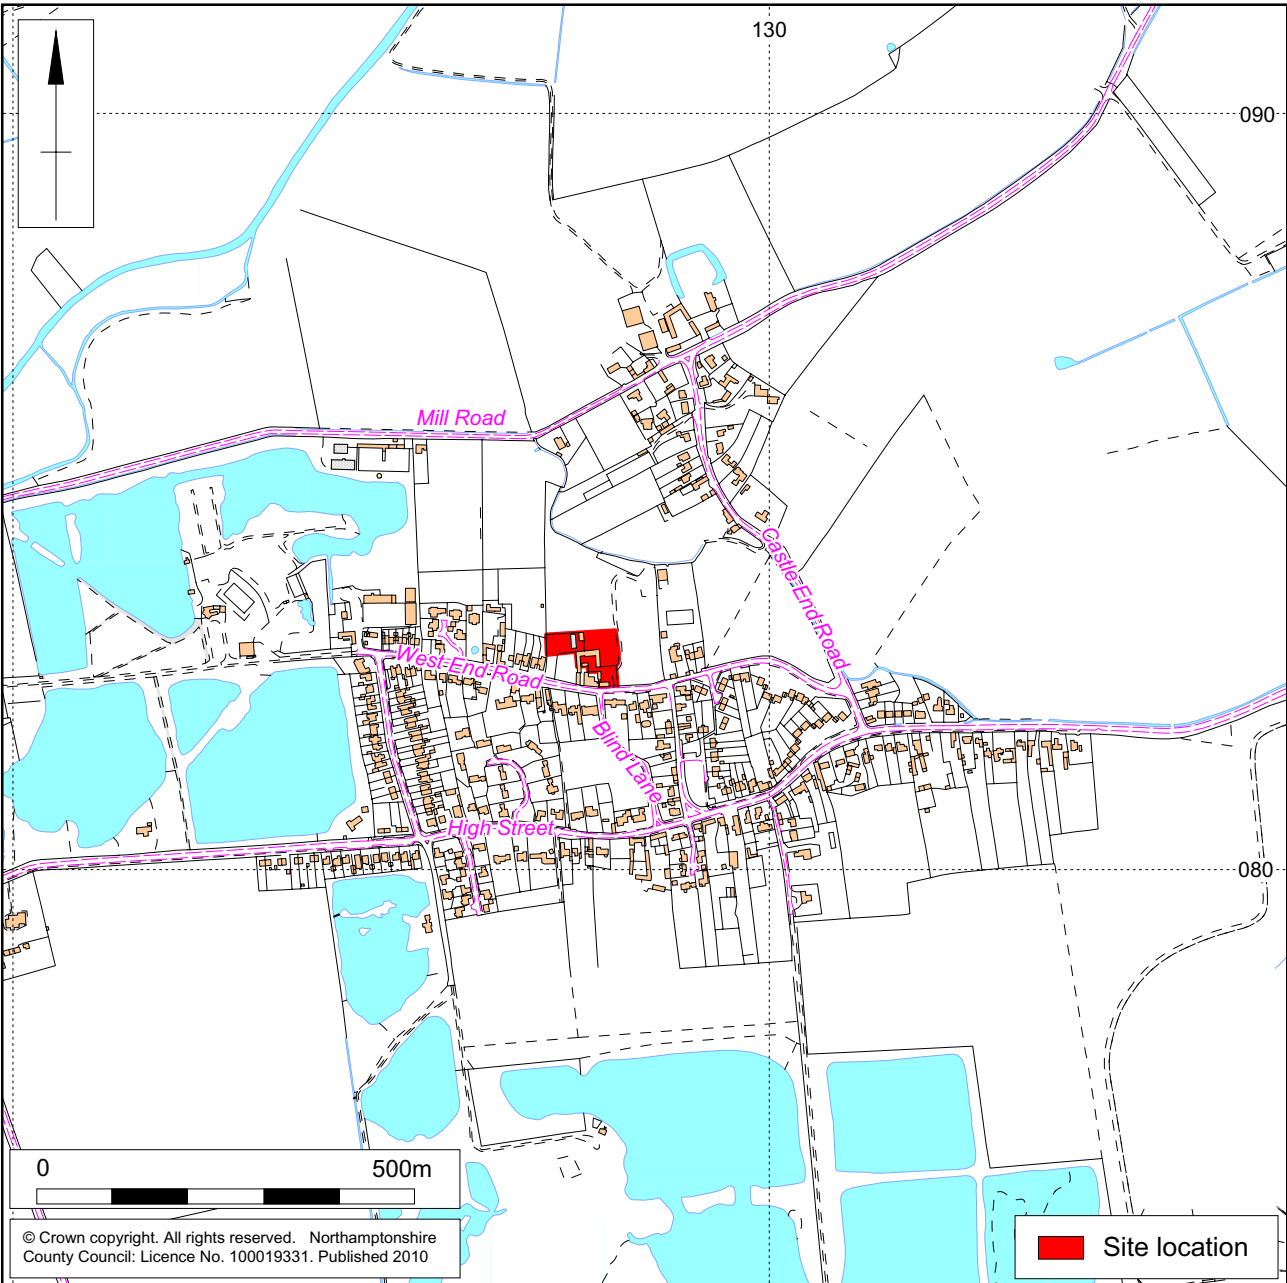 130
090
Mill Road
Castle End Road
West End Road
Blind Lane
High Street
080
0 500m
© Crown copyright. All rights reserved. Northamptonshire
County Council: Licence No. 100019331. Published 2010
Site location